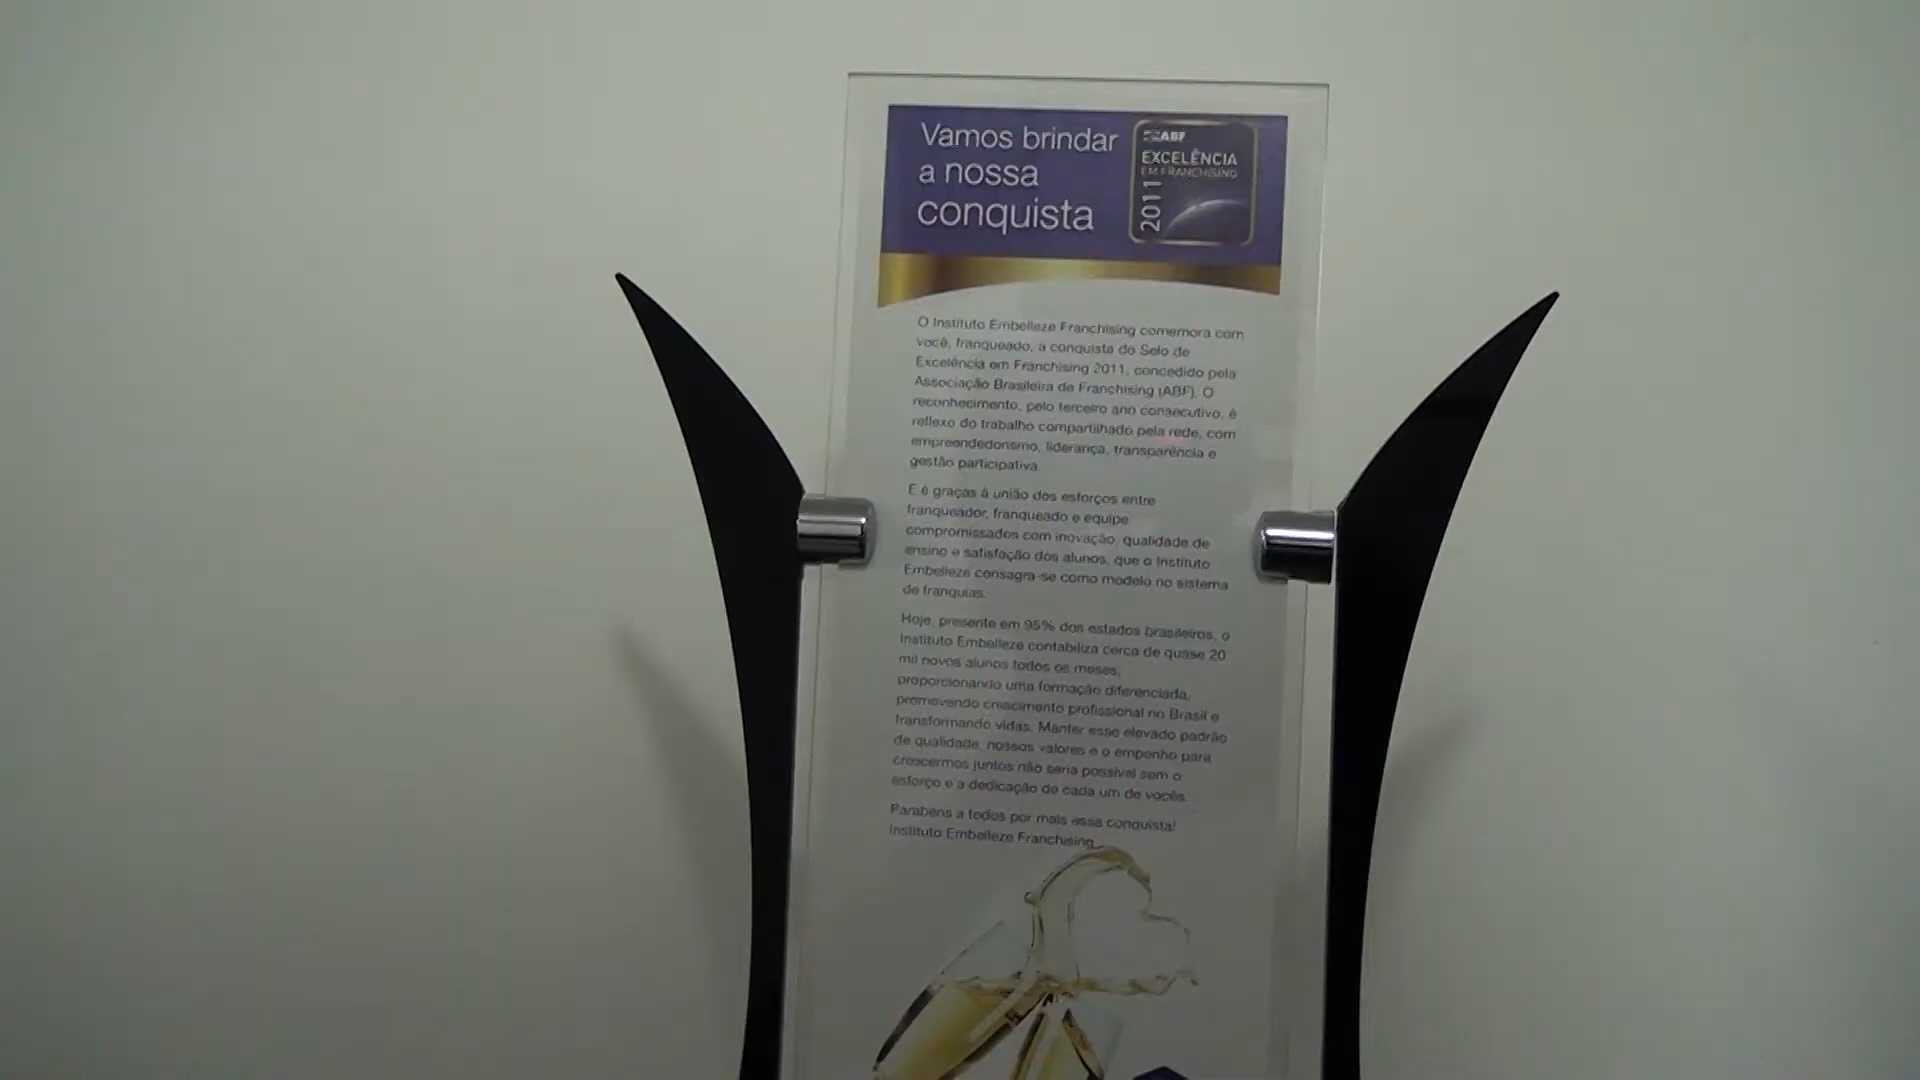 Vamos brindar
a nossa
conquista
ABF
EXCELÊNCIA
EM FRANCHISING
2011
O Instituto Embelleze Franchising comemora com
você, franqueado, a conquista do Selo de
Excelência em Franchising 2011, concedido pela
Associação Brasileira de Franchising (ABF). O
reconhecimento, pelo terceiro ano consecutivo, é
reflexo do trabalho compartilhado pela rede, com
empreendedorismo, liderança, transparência e
gestão participativa.
E é graças à união dos esforços entre
franqueador, franqueado e equipe
compromissados com inovação, qualidade de
ensino e satisfação dos alunos, que o Instituto
Embelleze consagra-se como modelo no sistema
de franquias.
Hoje, presente em 95% dos estados brasileiros, o
Instituto Embelleze contabiliza cerca de quase 20
mil novos alunos todos os meses,
proporcionando uma formação diferenciada,
promovendo crescimento profissional no Brasil e
transformando vidas. Manter esse elevado padrão
de qualidade, nossos valores e o empenho para
crescermos juntos não seria possível sem o
esforço e a dedicação de cada um de vocês.
Parabéns a todos por mais essa conquista!
Instituto Embelleze Franchising